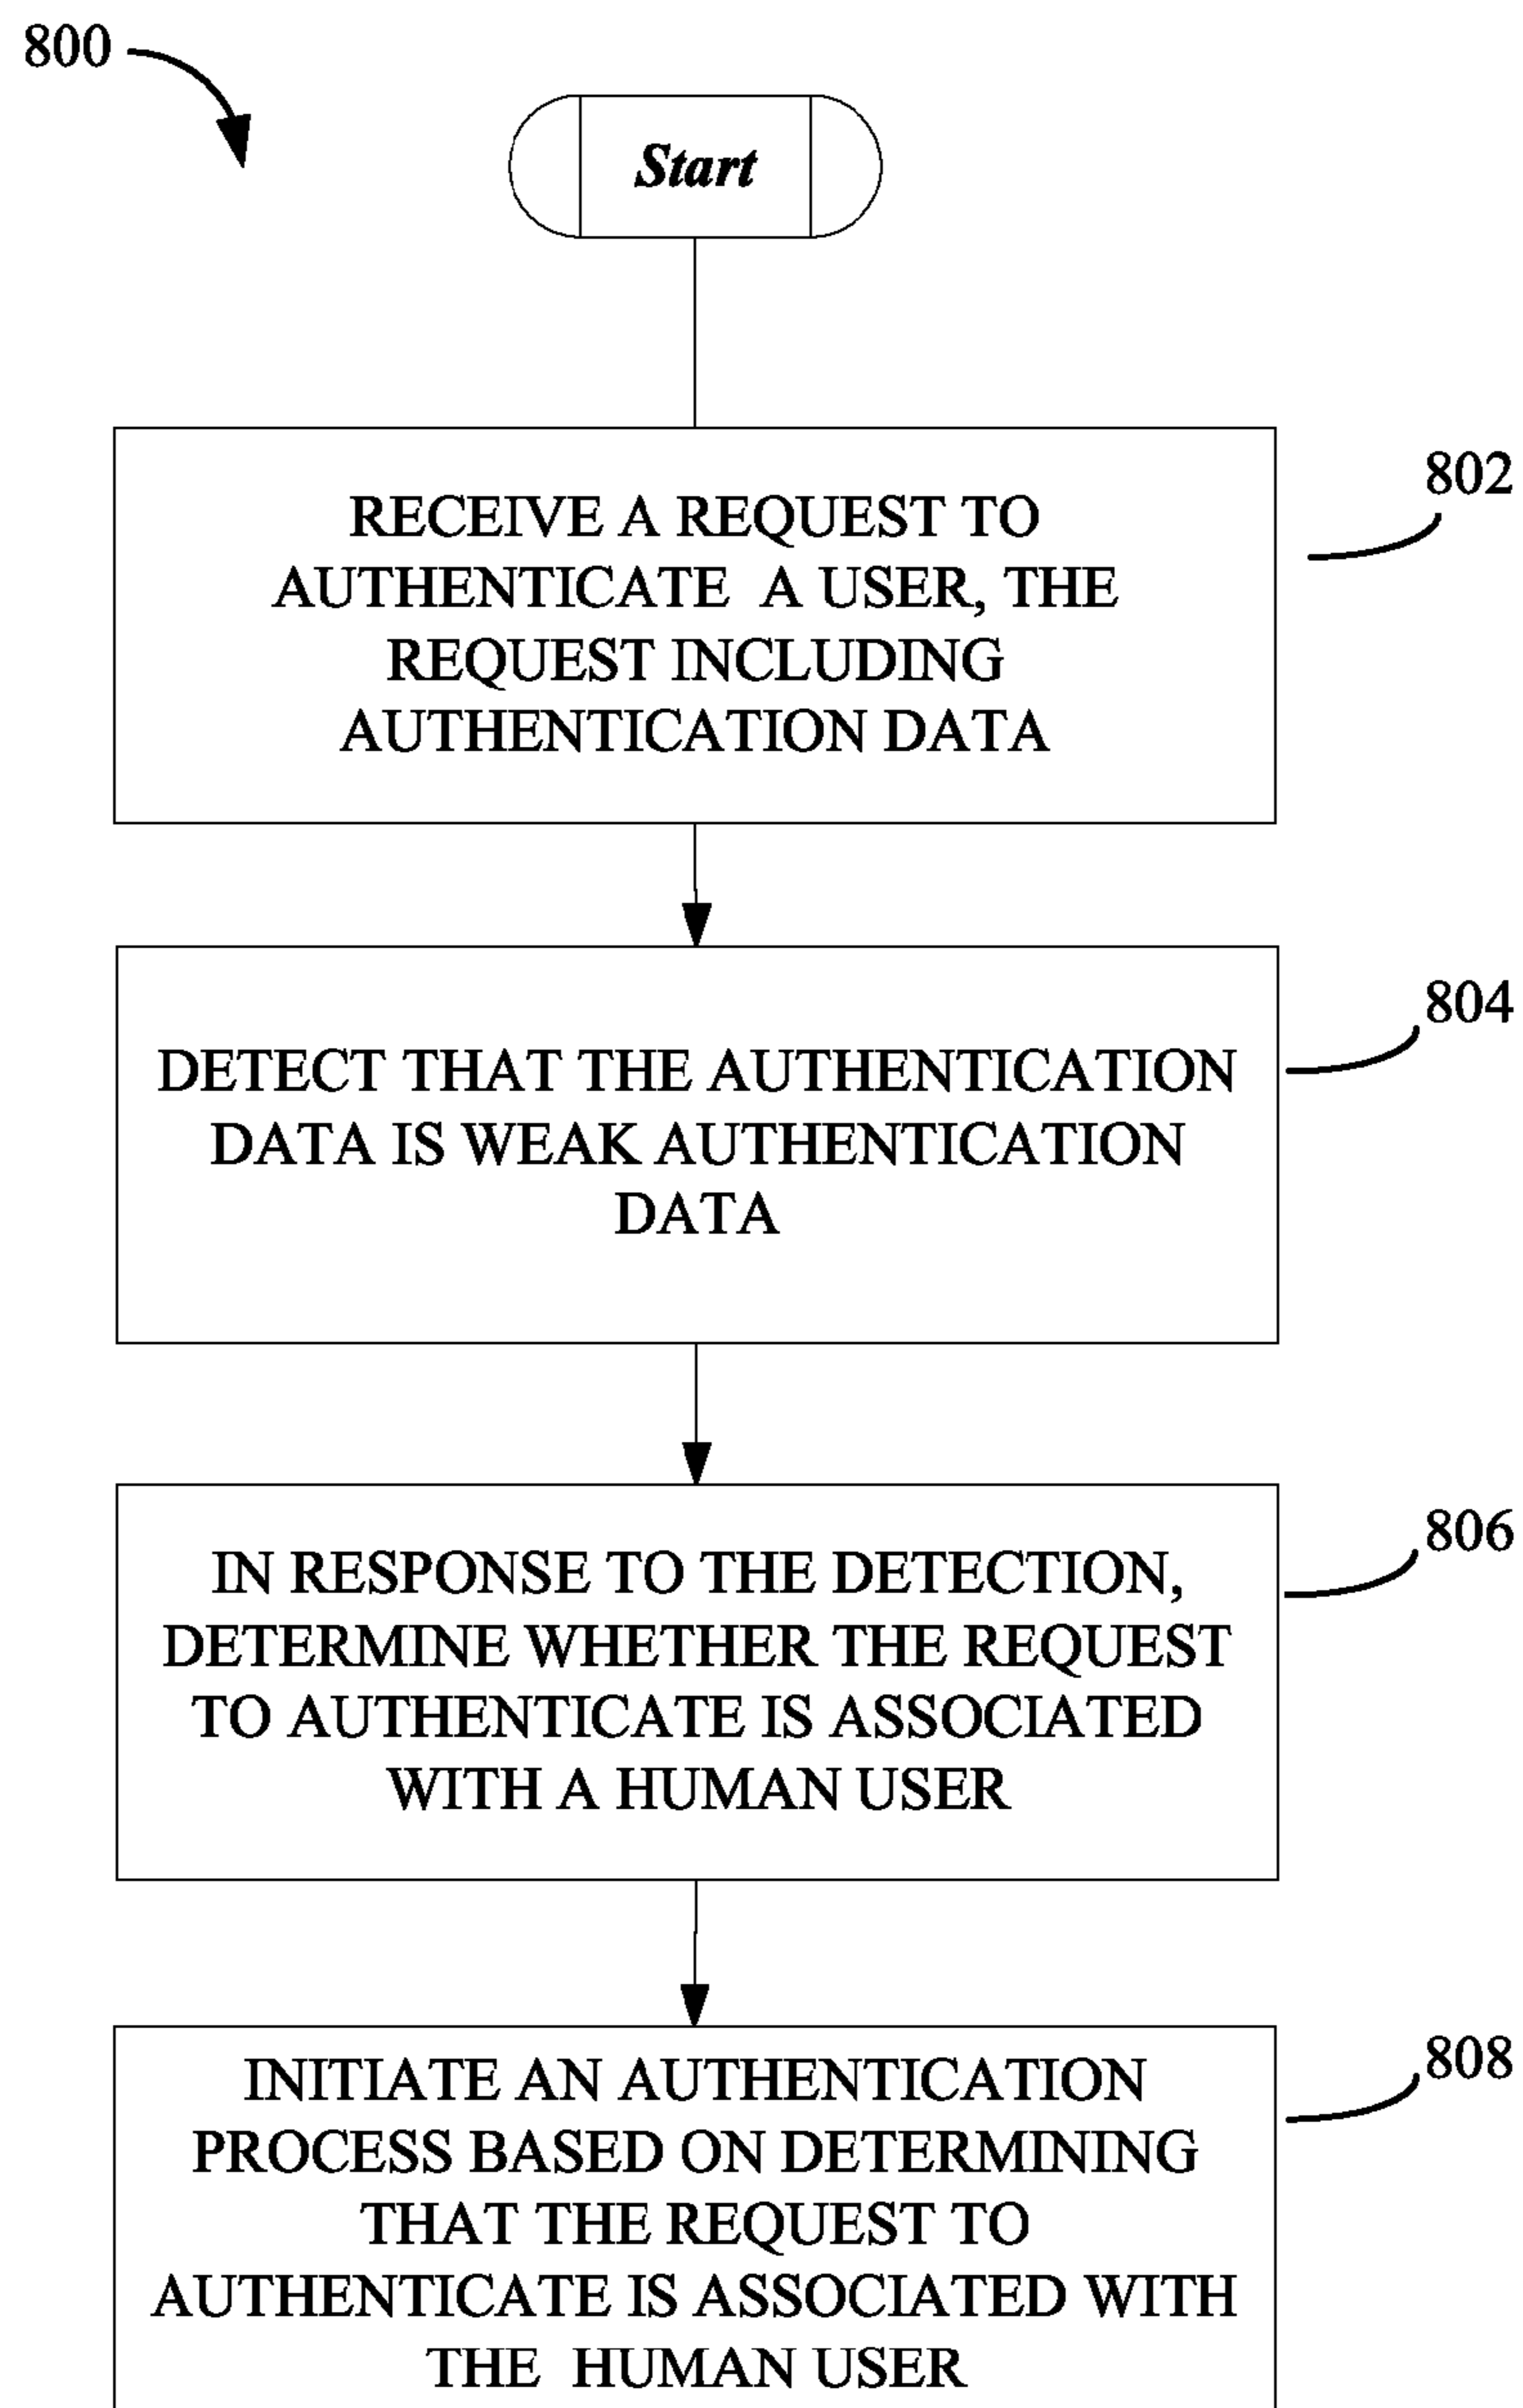 800
Start
802
RECEIVE A REQUEST TO
AUTHENTICATE A USER, THE
REQUEST INCLUDING
AUTHENTICATION DATA
804
DETECT THAT THE AUTHENTICATION
DATA IS WEAK AUTHENTICATION
DATA
806
IN RESPONSE TO THE DETECTION,
DETERMINE WHETHER THE REQUEST
TO AUTHENTICATE IS ASSOCIATED
WITH A HUMAN USER
808
INITIATE AN AUTHENTICATION
PROCESS BASED ON DETERMINING
THAT THE REQUEST TO
AUTHENTICATE IS ASSOCIATED WITH
THE HUMAN USER